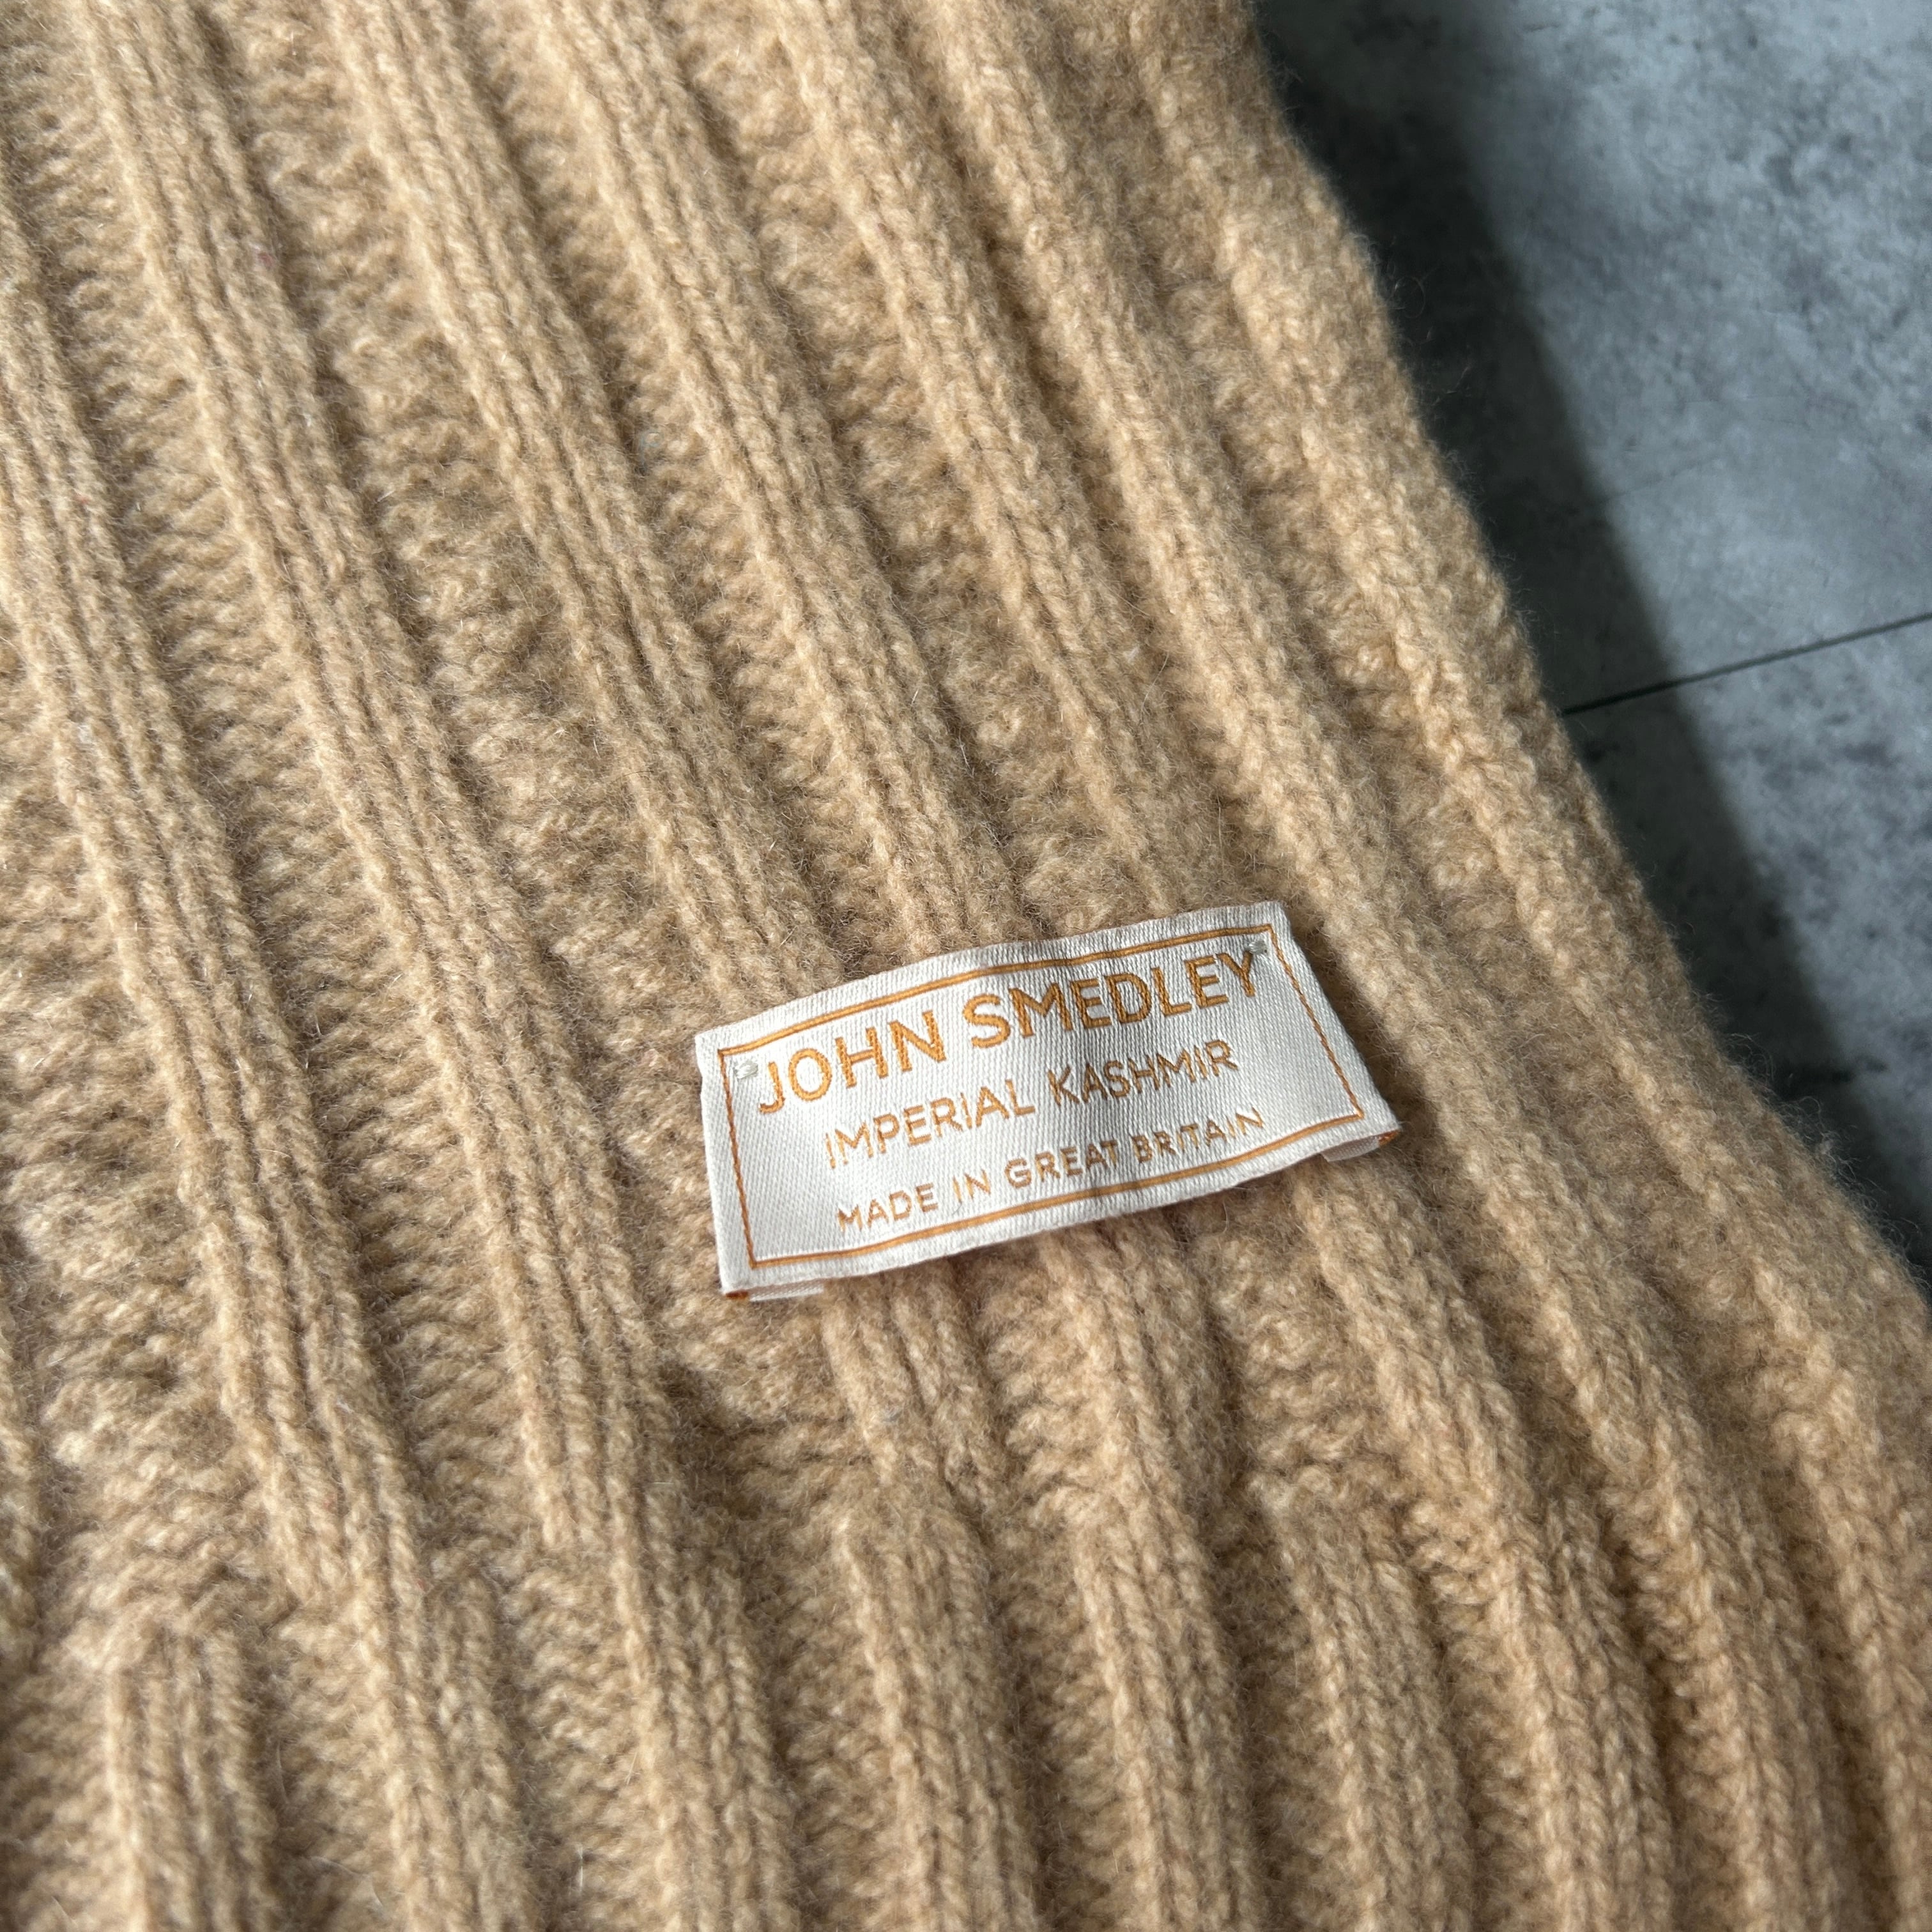 JOHN SMEDLEY
IMPERIAL KASHMIR
MADE IN GREAT BRITAIN